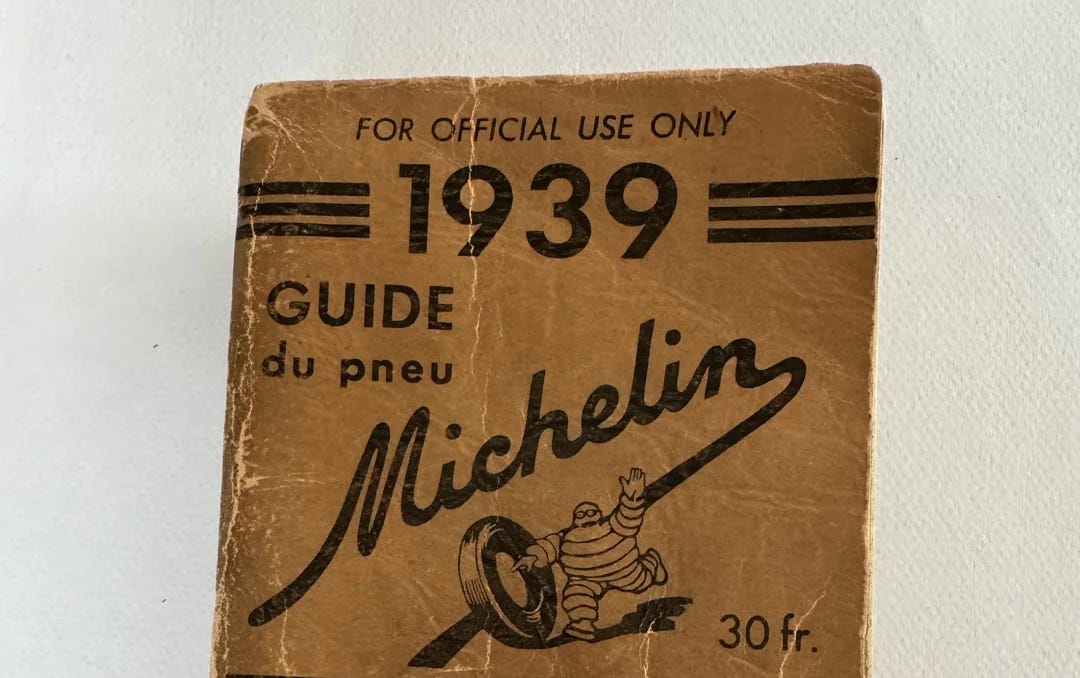 FOR OFFICIAL USE ONLY
1939
GUIDE
du pneu
Michelin
30 fr.